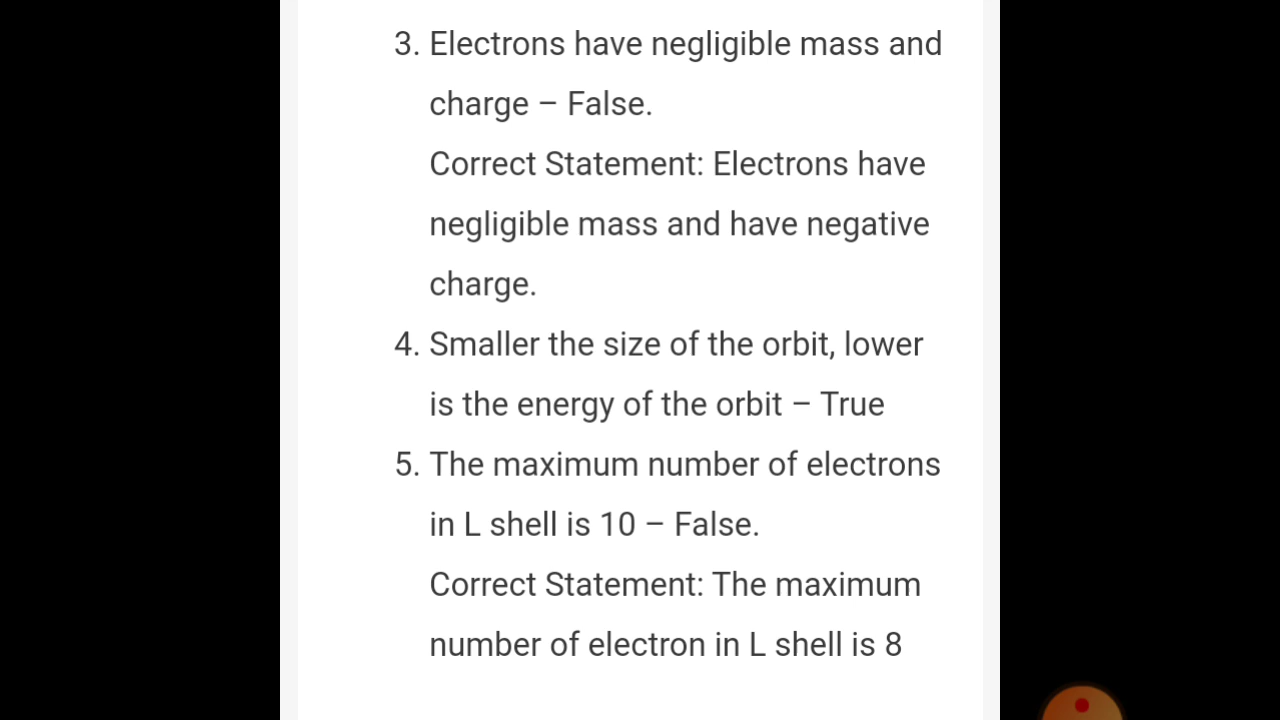 3. Electrons have negligible mass and
charge – False.
Correct Statement: Electrons have
negligible mass and have negative
charge.
4. Smaller the size of the orbit, lower
is the energy of the orbit – True
5. The maximum number of electrons
in L shell is 10 – False.
Correct Statement: The maximum
number of electron in L shell is 8